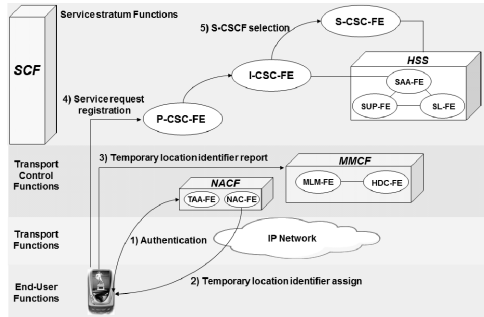 Service stratum Functions
SCF
5) S-CSCF selection
S-CSC-FE
I-CSC-FE
HSS
SAA-FE
SUP-FE
SL-FE
4) Service request
registration
P-CSC-FE
3) Temporary location identifier report
MMCF
MLM-FE
HDC-FE
Transport
Control
Functions
NACF
TAA-FE
NAC-FE
1) Authentication
Transport
Functions
IP Network
2) Temporary location identifier assign
End-User
Functions